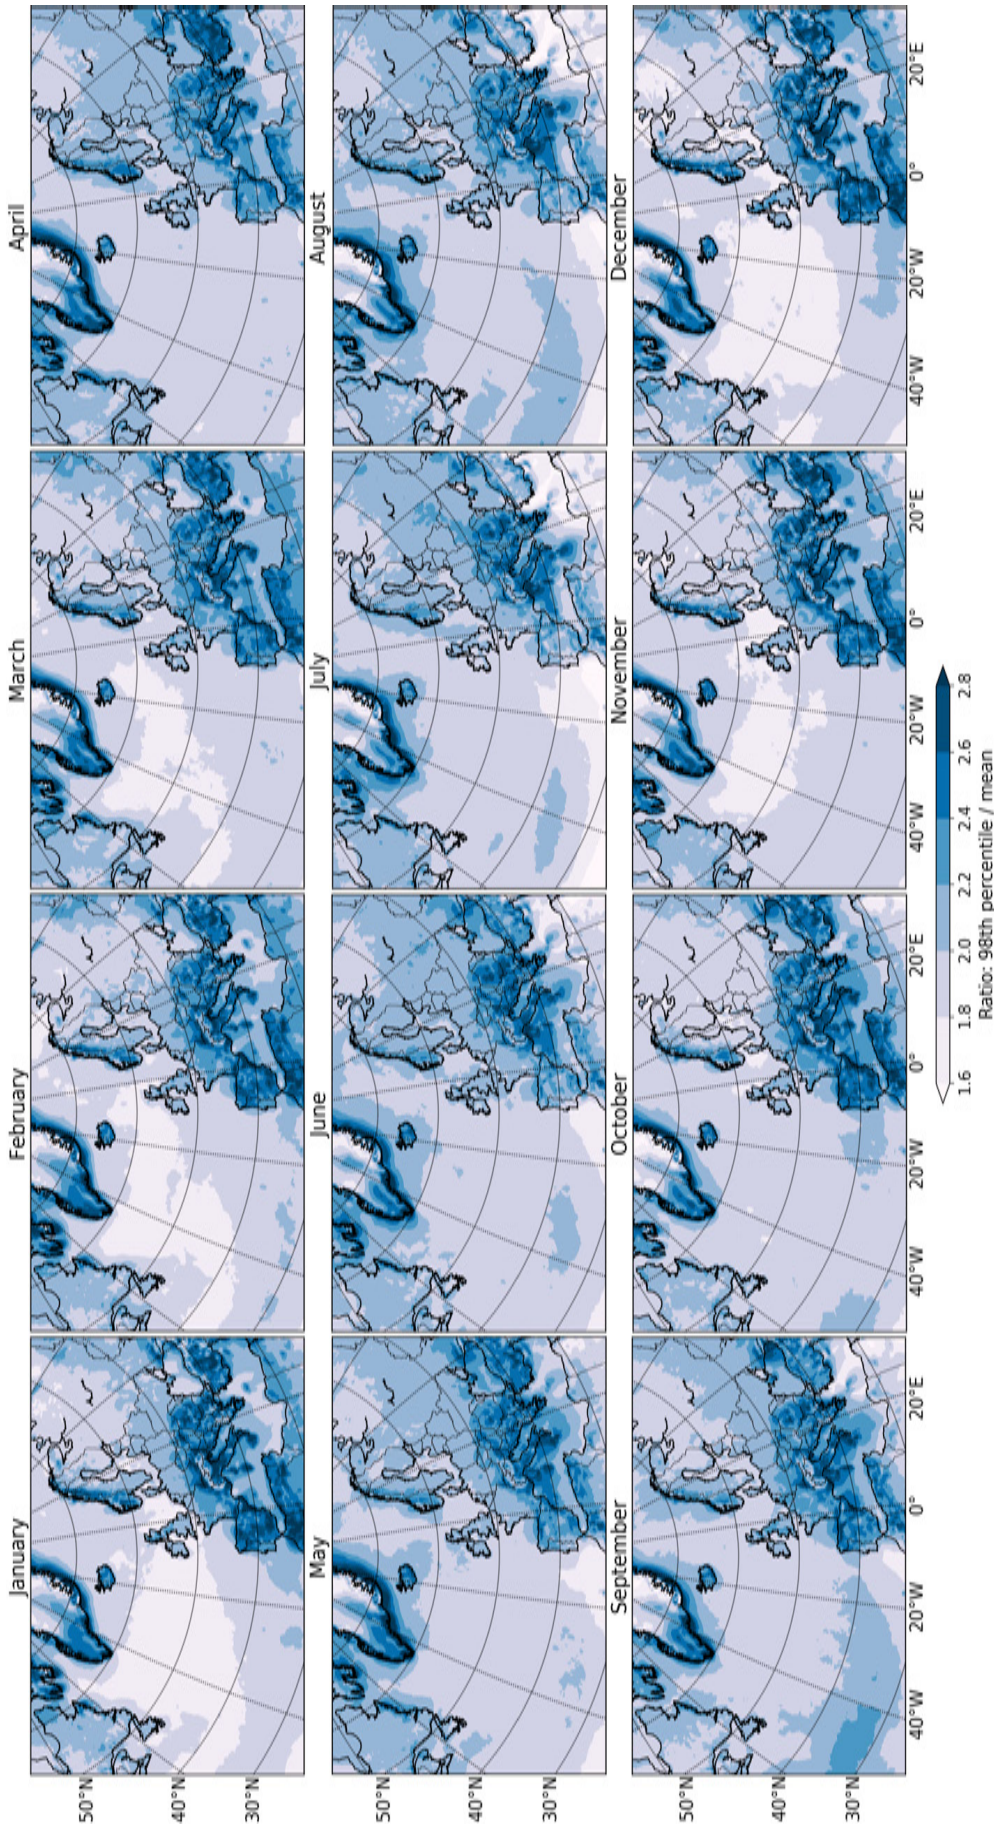 January
February
March
April
50°N
40°N
30°N
May
June
July
August
50°N
40°N
30°N
September
October
November
December
50°N
40°N
30°N
40°W
20°W
0°
20°E
40°W
20°W
0°
20°E
40°W
20°W
0°
20°E
40°W
20°W
0°
20°E
1.6
1.8
2.0
2.2
2.4
2.6
2.8
Ratio: 98th percentile / mean